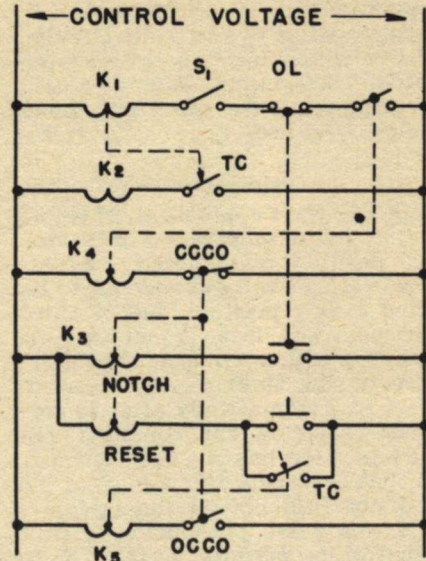 CONTROL VOLTAGE
K1 S1 OL
K2 TC
K4 CCCO
K3
NOTCH
RESET
TC
K5 OCCO